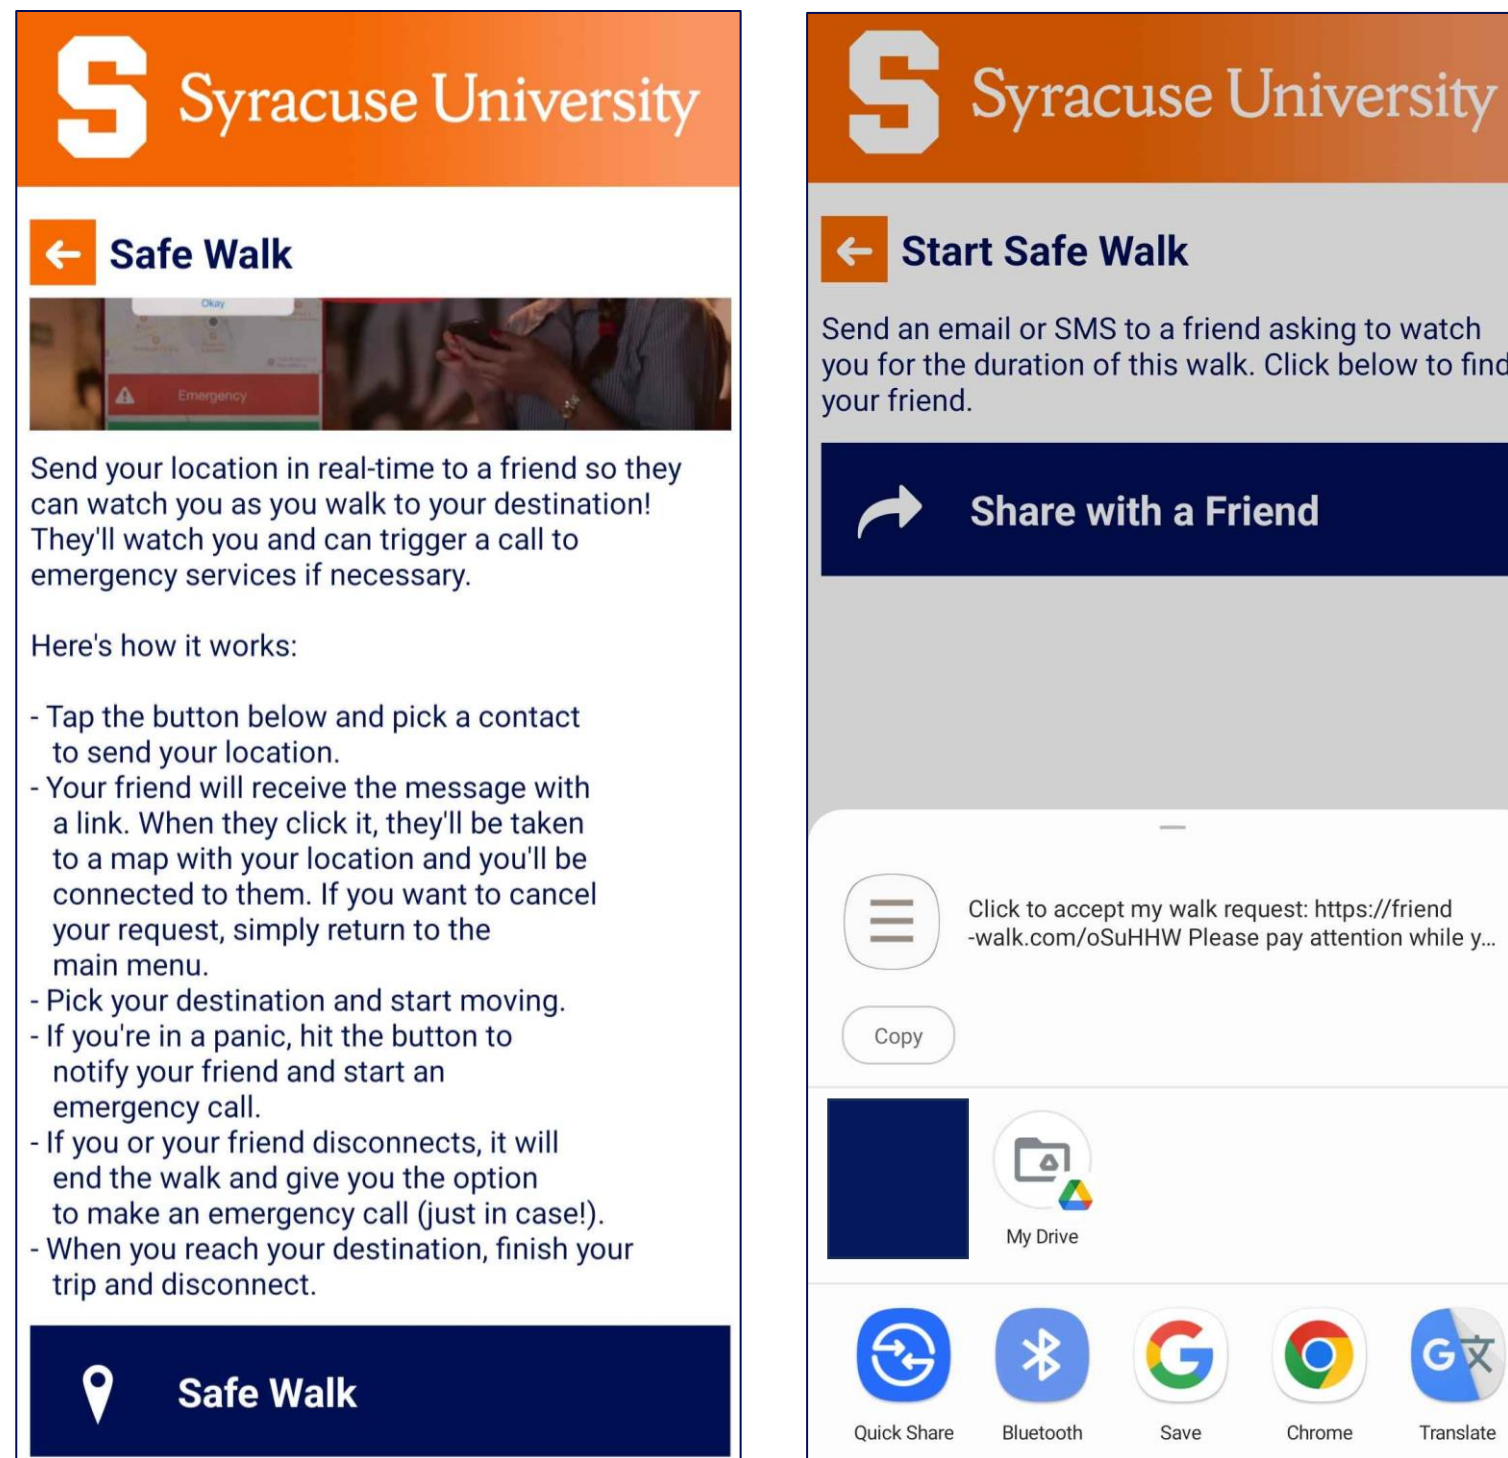 S Syracuse University
Safe Walk
Okay
Emergency
Send your location in real-time to a friend so they
can watch you as you walk to your destination!
They'll watch you and can trigger a call to
emergency services if necessary.
Here's how it works:
- Tap the button below and pick a contact
to send your location.
- Your friend will receive the message with
a link. When they click it, they'll be taken
to a map with your location and you'll be
connected to them. If you want to cancel
your request, simply return to the
main menu.
- Pick your destination and start moving.
- If you're in a panic, hit the button to
notify your friend and start an
emergency call.
- If you or your friend disconnects, it will
end the walk and give you the option
to make an emergency call (just in case!).
- When you reach your destination, finish your
trip and disconnect.
Safe Walk
S Syracuse University
Start Safe Walk
Send an email or SMS to a friend asking to watch
you for the duration of this walk. Click below to find
your friend.
Share with a Friend
Click to accept my walk request: https://friend
-walk.com/oSuHHW Please pay attention while y...
Copy
My Drive
Quick Share
Bluetooth
Save
Chrome
Translate